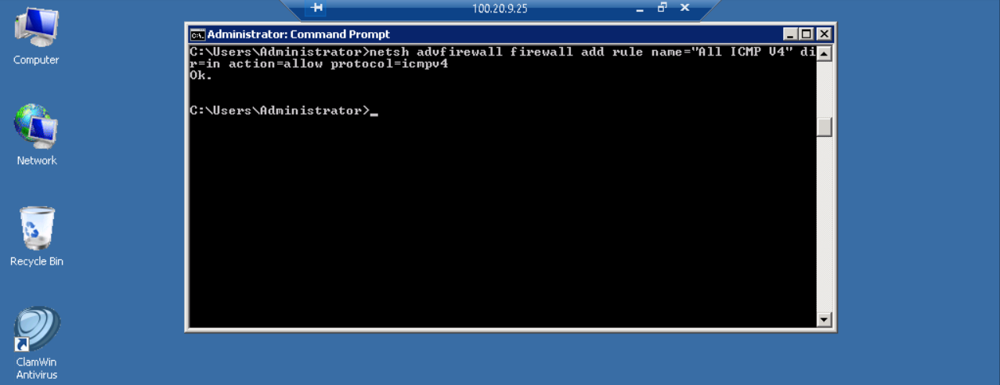 100.20.9.25
Computer
Network
Recycle Bin
ClamWin
Antivirus
Administrator: Command Prompt
C:\Users\Administrator>netsh advfirewall firewall add rule name="All ICMP V4" di
r=in action=allow protocol=icmpv4
Ok.
C:\Users\Administrator>_